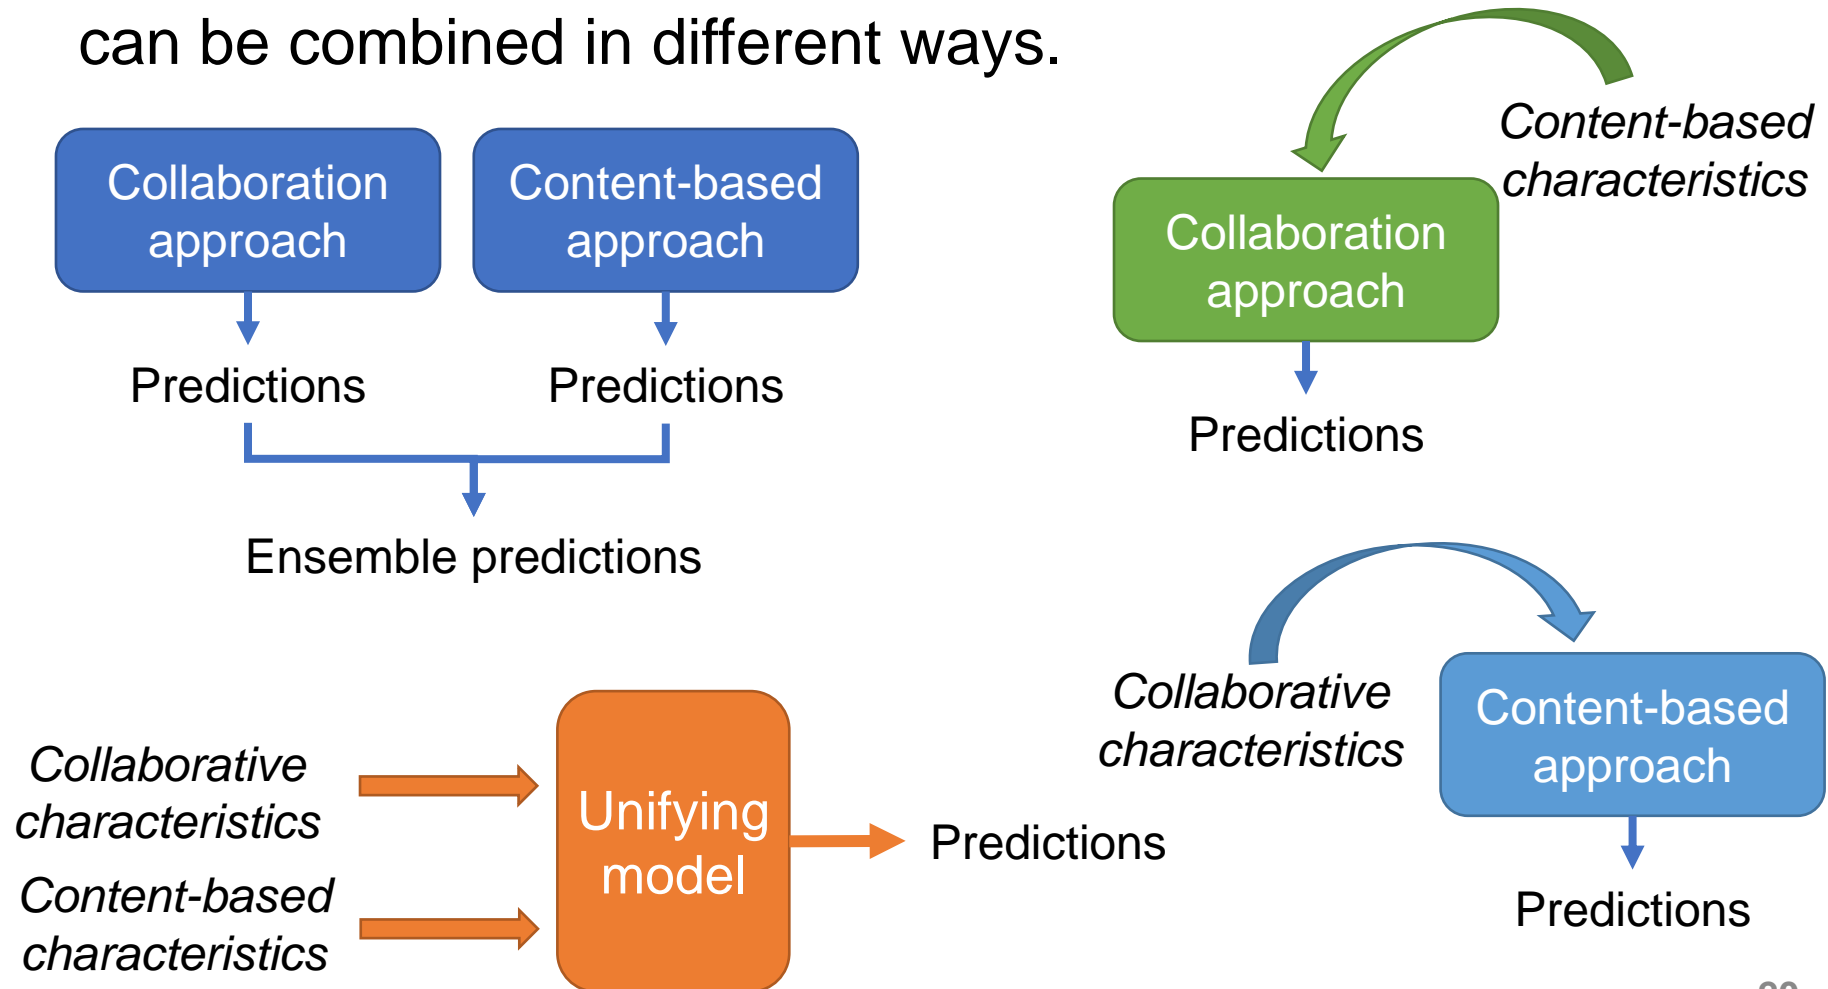 can be combined in different ways.
Collaboration
approach
Content-based
approach
Predictions
Predictions
Ensemble predictions
Content-based
characteristics
Collaboration
approach
Predictions
Collaborative
characteristics
Content-based
characteristics
Unifying
model
Predictions
Collaborative
characteristics
Content-based
approach
Predictions